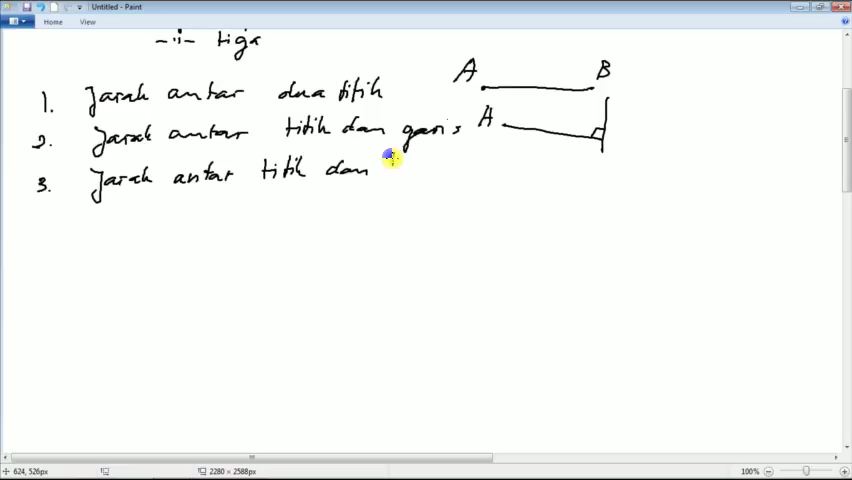 Untitled - Paint
Home View
-ıı- tiga
1. Jarak antar dua titik
A B
2. Jarak antar titik dan garis
A
3. Jarak antar titik dan
624, 526px
2280 × 2588px
100%